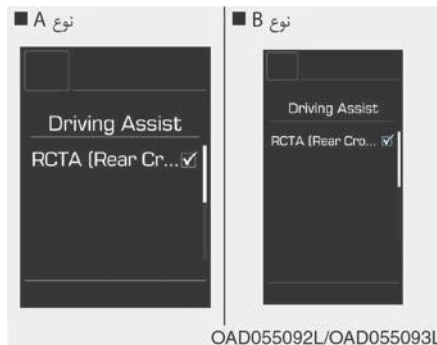 ■ A نوع
■ B نوع
Driving Assist
RCTA (Rear Cr...
Driving Assist
RCTA (Rear Cro...
OAD055092L/OAD055093L